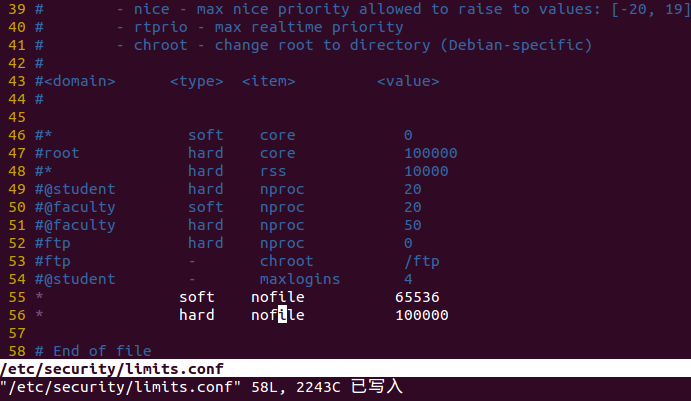 39 #        - nice - max nice priority allowed to raise to values: [-20, 19]
40 #        - rtprio - max realtime priority
41 #        - chroot - change root to directory (Debian-specific)
42 #
43 #<domain>      <type>  <item>         <value>
44 #
45
46 #*               soft    core            0
47 #root            hard    core            100000
48 #*               hard    rss             10000
49 #@student        hard    nproc           20
50 #@faculty        soft    nproc           20
51 #@faculty        hard    nproc           50
52 #ftp             hard    nproc           0
53 #ftp             -       chroot          /ftp
54 #@student        -       maxlogins       4
55 *               soft    nofile          65536
56 *               hard    nofile          100000
57
58 # End of file
/etc/security/limits.conf
"/etc/security/limits.conf" 58L, 2243C 已写入